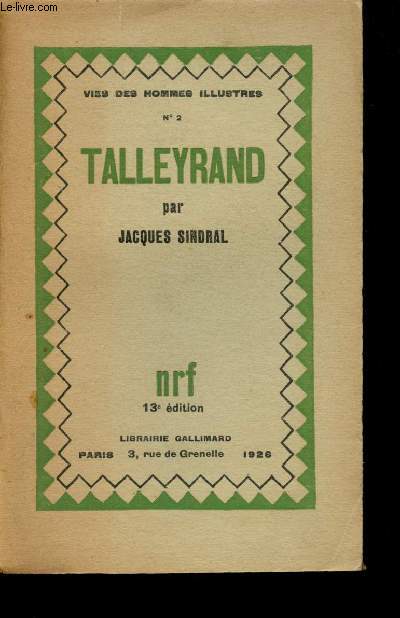 Le-livre.com
VIES DES HOMMES ILLUSTRES
N° 2
TALLEYRAND
par
JACQUES SINDRAL
nrf
13e édition
LIBRAIRIE GALLIMARD
PARIS 3, rue de Grenelle 1926